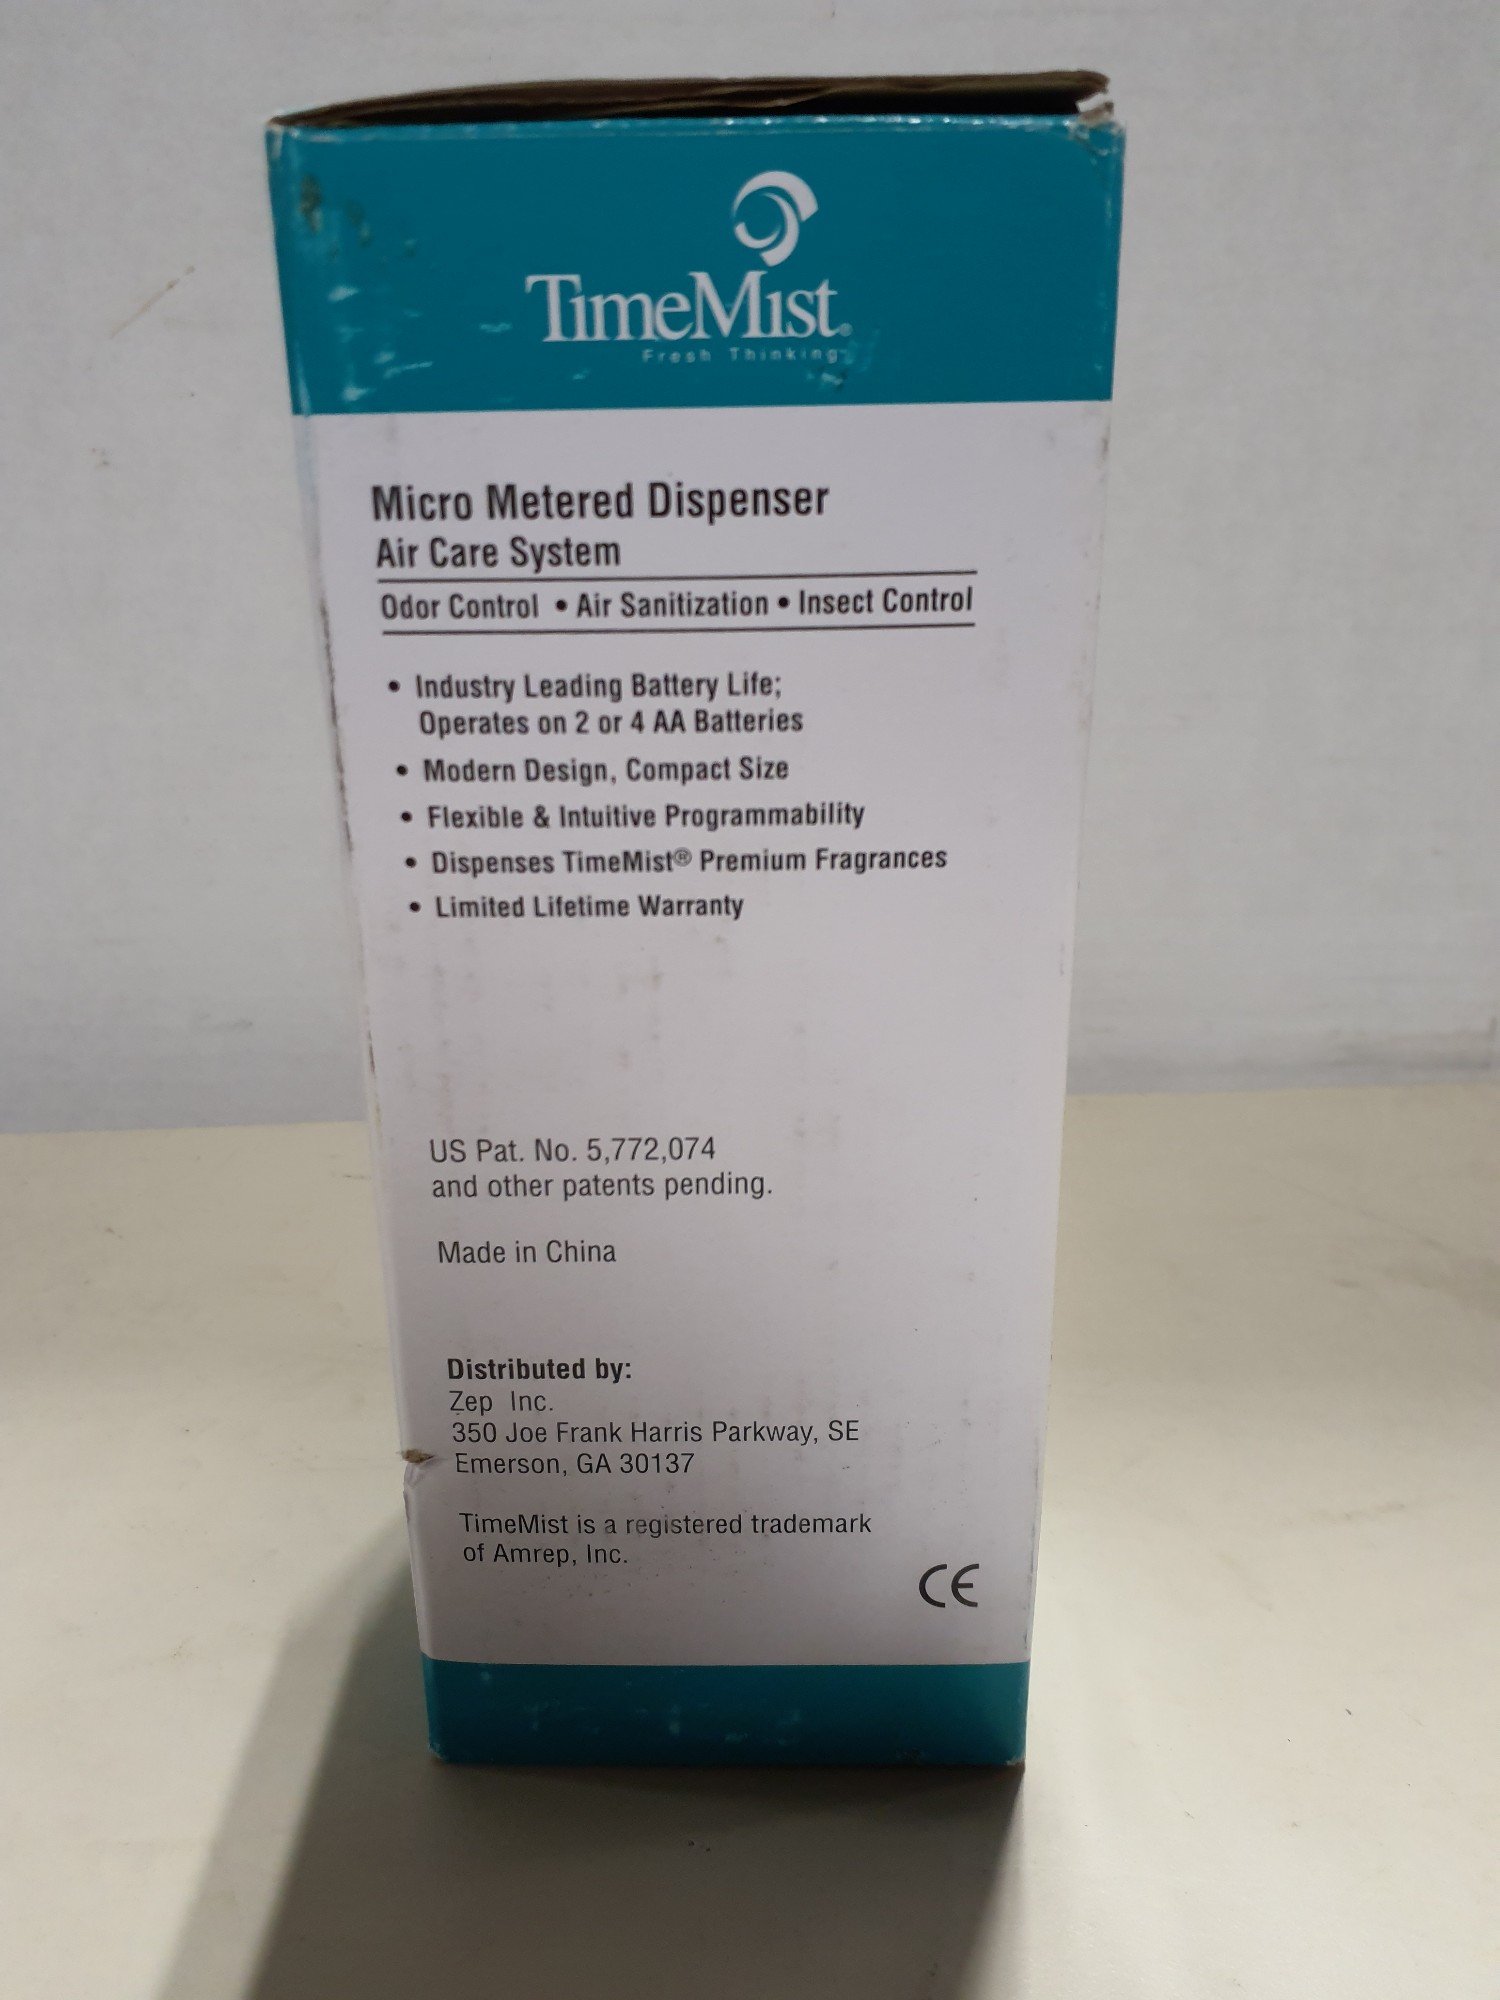 TimeMist®
Fresh Thinking™
Micro Metered Dispenser
Air Care System
Odor Control • Air Sanitization • Insect Control
• Industry Leading Battery Life;
Operates on 2 or 4 AA Batteries
• Modern Design, Compact Size
• Flexible & Intuitive Programmability
• Dispenses TimeMist® Premium Fragrances
• Limited Lifetime Warranty
US Pat. No. 5,772,074
and other patents pending.
Made in China
Distributed by:
Zep Inc.
350 Joe Frank Harris Parkway, SE
Emerson, GA 30137
TimeMist is a registered trademark
of Amrep, Inc.
CE